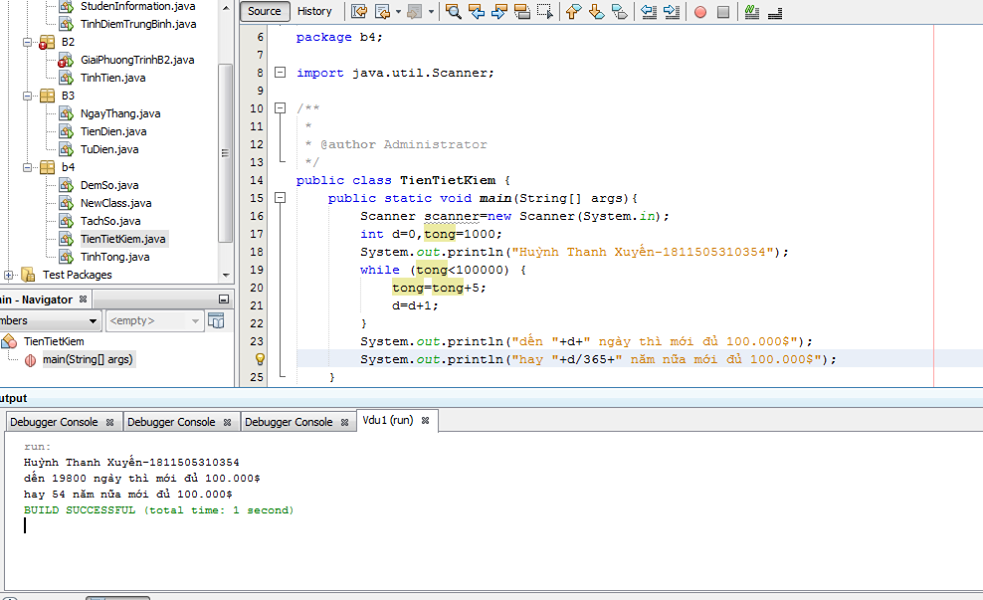 StudenInformation.java
TinhDiemTrungBinh.java
B2
GiaiPhuongTrinhB2.java
TinhTien.java
B3
NgayThang.java
TienDien.java
TuDien.java
b4
DemSo.java
NewClass.java
TachSo.java
TienTietKiem.java
TinhTong.java
Test Packages
ain - Navigator
mbers
<empty>
TienTietKiem
main(String[] args)
Source History
6 package b4;
7
8 import java.util.Scanner;
9
10 /**
11 *
12 * @author Administrator
13 */
14 public class TienTietKiem {
15 public static void main(String[] args){
16 Scanner scanner=new Scanner(System.in);
17 int d=0,tong=1000;
18 System.out.println("Huỳnh Thanh Xuyến-1811505310354");
19 while (tong<100000) {
20 tong=tong+5;
21 d=d+1;
22 }
23 System.out.println("dến "+d+" ngày thì mới đủ 100.000$");
System.out.println("hay "+d/365+" năm nữa mới đủ 100.000$");
25 }
utput
Debugger Console Debugger Console Debugger Console Vdu1 (run)
run:
Huỳnh Thanh Xuyến-1811505310354
dến 19800 ngày thì mới đủ 100.000$
hay 54 năm nữa mới đủ 100.000$
BUILD SUCCESSFUL (total time: 1 second)